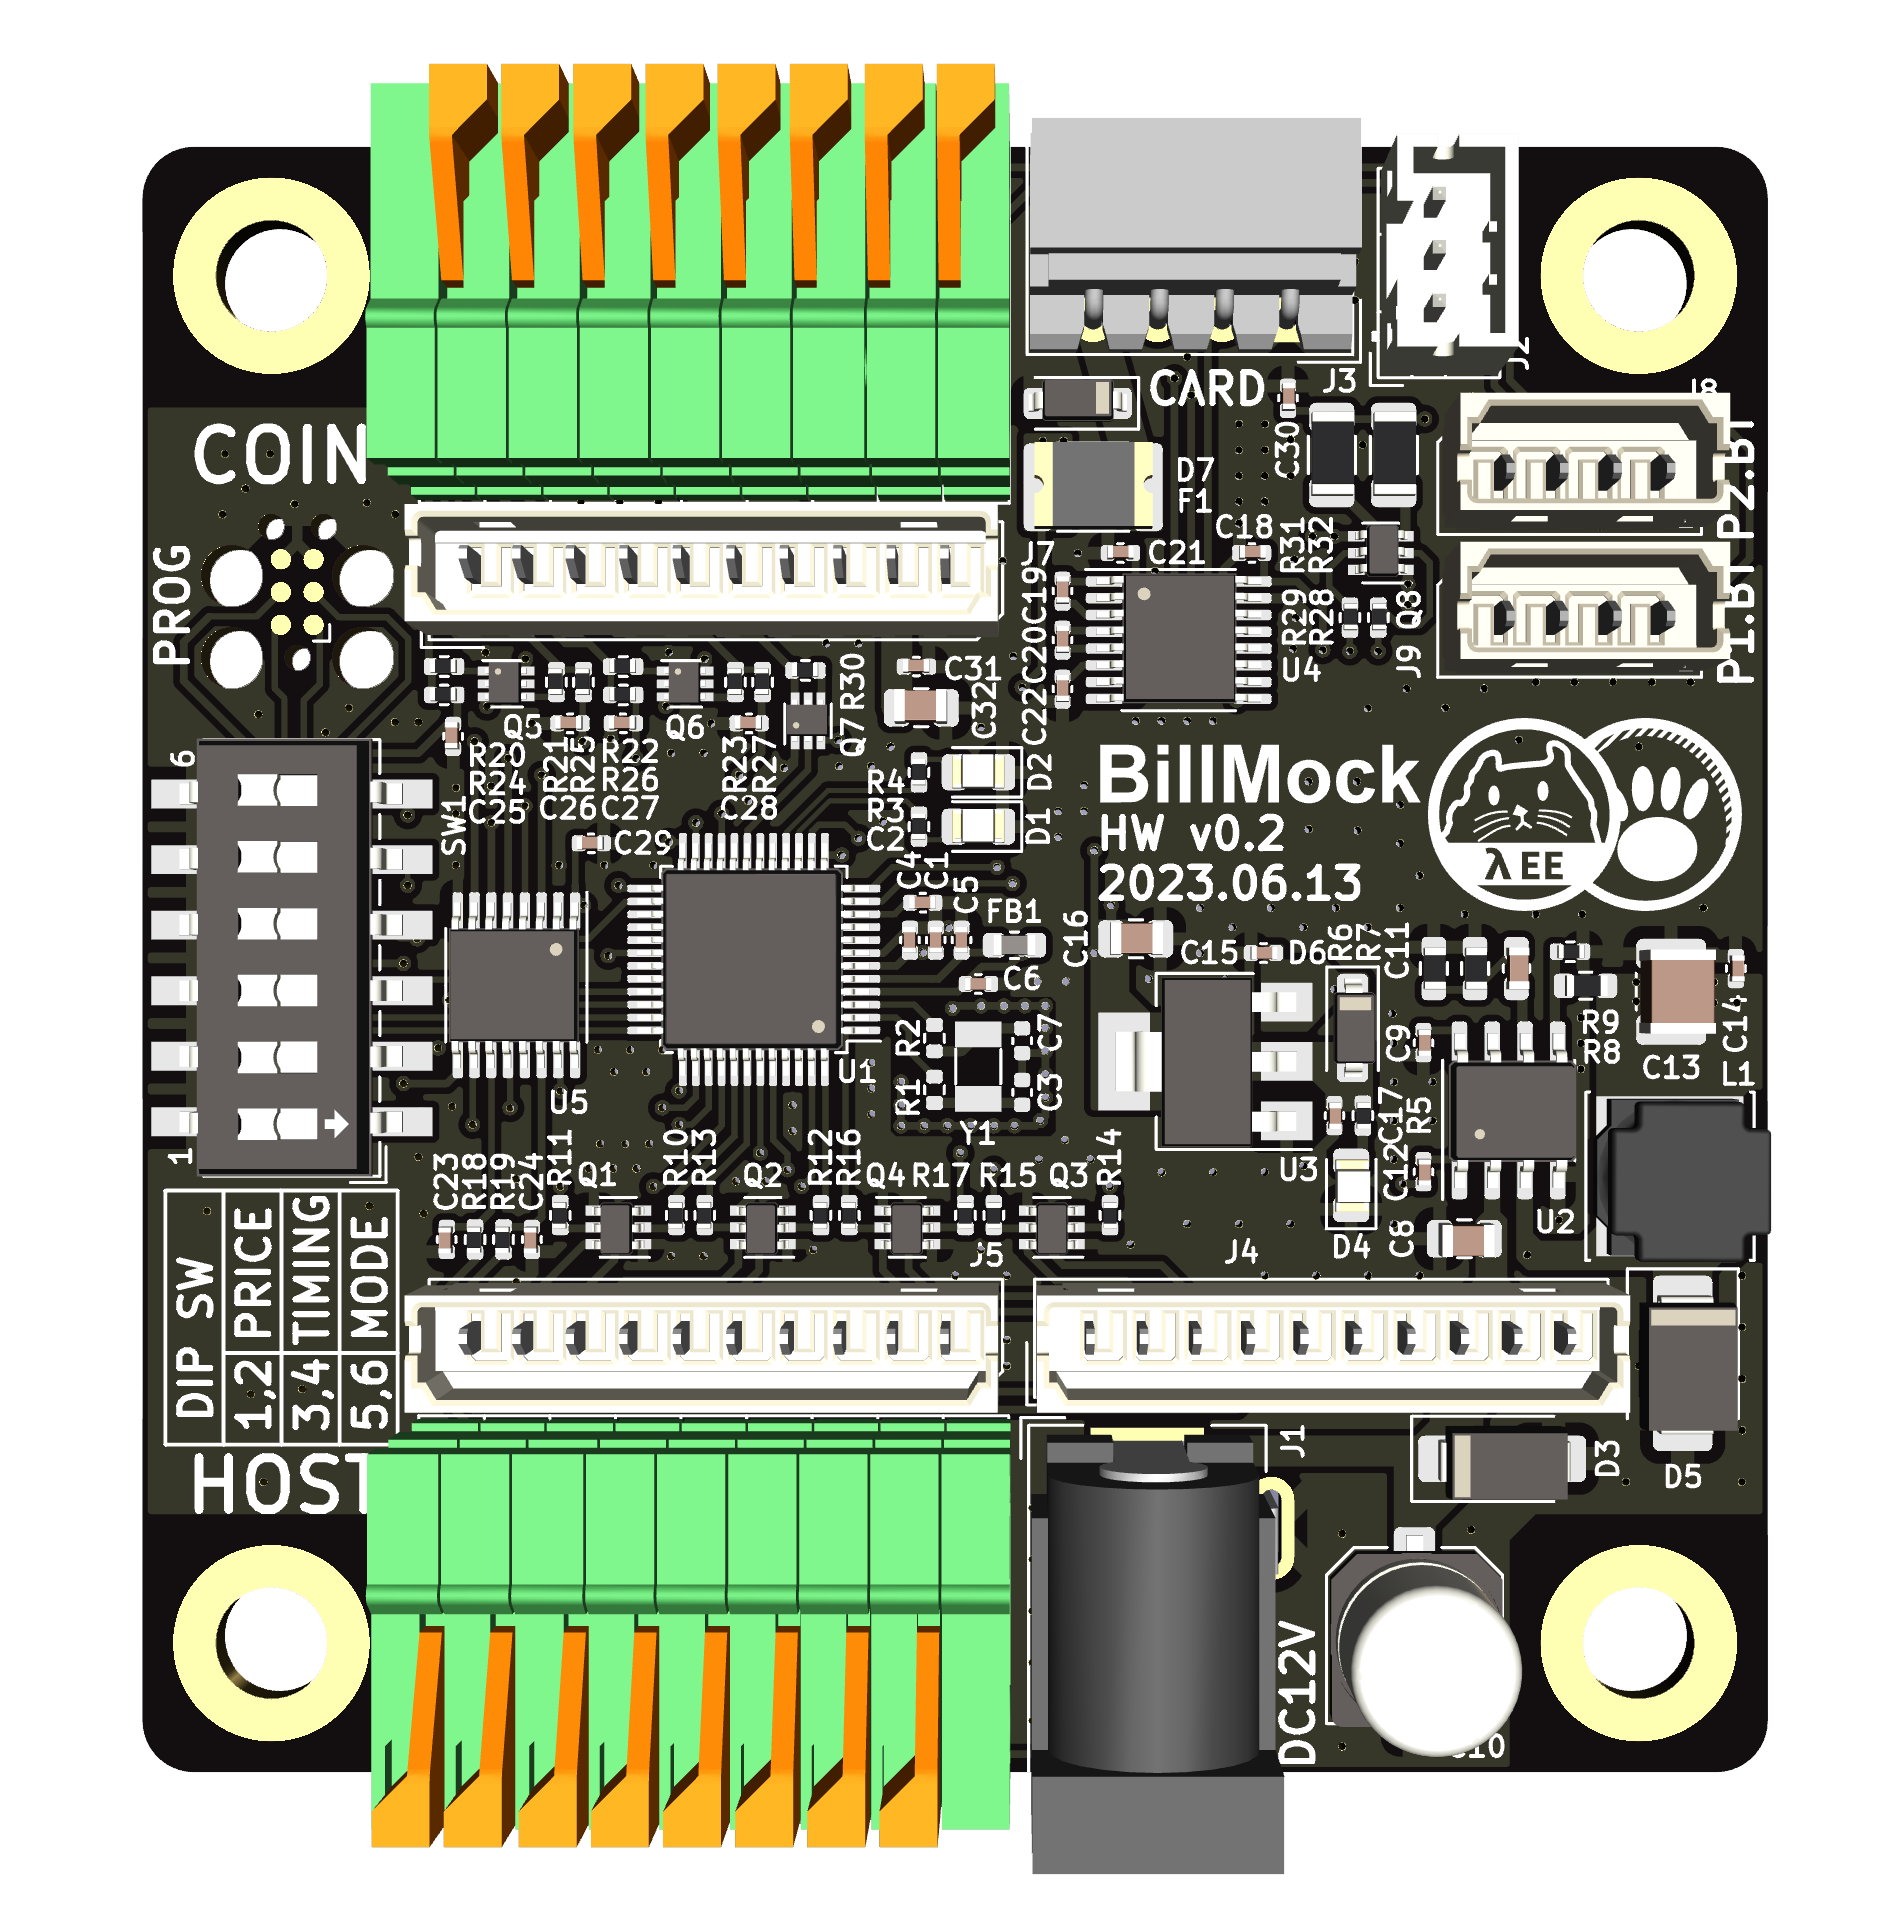 CARD
J3
J2
J8
COIN
C30
D7
F1
P2.BT
PROG
J7
C21
C18
R31
R32
C19
C20
C22
R29
R28
U4
Q8
J9
P1.BT
C31
C32
R30
Q7
Q5
Q6
R20
R24
C25
R21
R25
C26
R22
R26
C27
R23
R27
C28
6
SW1
C29
R4
R3
C2
D2
D1
BillMock
HW v0.2
2023.06.13
λ EE
C4
C1
C5
FB1
C6
C16
C15
D6
R6
R7
C11
R9
R8
C13
C14
L1
R2
R1
C7
C3
Y1
U1
U5
C9
C17
R5
C12
U3
U2
D4
C8
1
C23
R18
R19
C24
R11
Q1
R10
R13
Q2
R12
R16
Q4
R17
R15
Q3
R14
J5
J4
DIP SW
1,2 PRICE
3,4 TIMING
5,6 MODE
HOST
J1
D3
D5
DC12V
C10